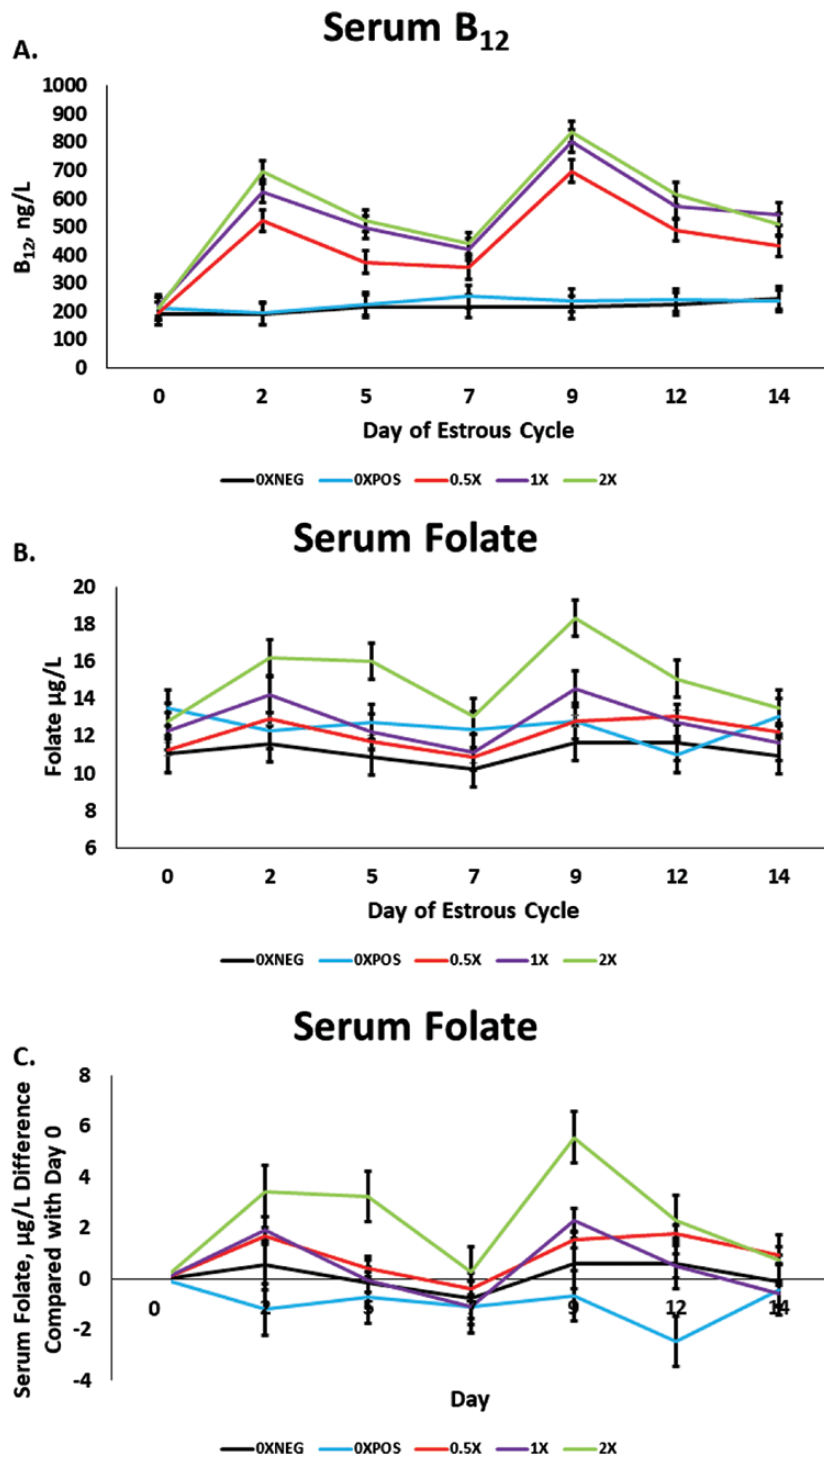 Serum B12
A.
1000
900
800
700
600
500
400
300
200
100
0
B12, ng/L
0 2 5 7 9 12 14
Day of Estrous Cycle
0XNEG 0XPOS 0.5X 1X 2X
Serum Folate
B.
20
18
16
14
12
10
8
6
Folate µg/L
0 2 5 7 9 12 14
Day of Estrous Cycle
0XNEG 0XPOS 0.5X 1X 2X
Serum Folate
C.
8
6
4
2
0
-2
-4
Serum Folate, µg/L Difference
Compared with Day 0
0 2 5 7 9 12 14
Day
0XNEG 0XPOS 0.5X 1X 2X